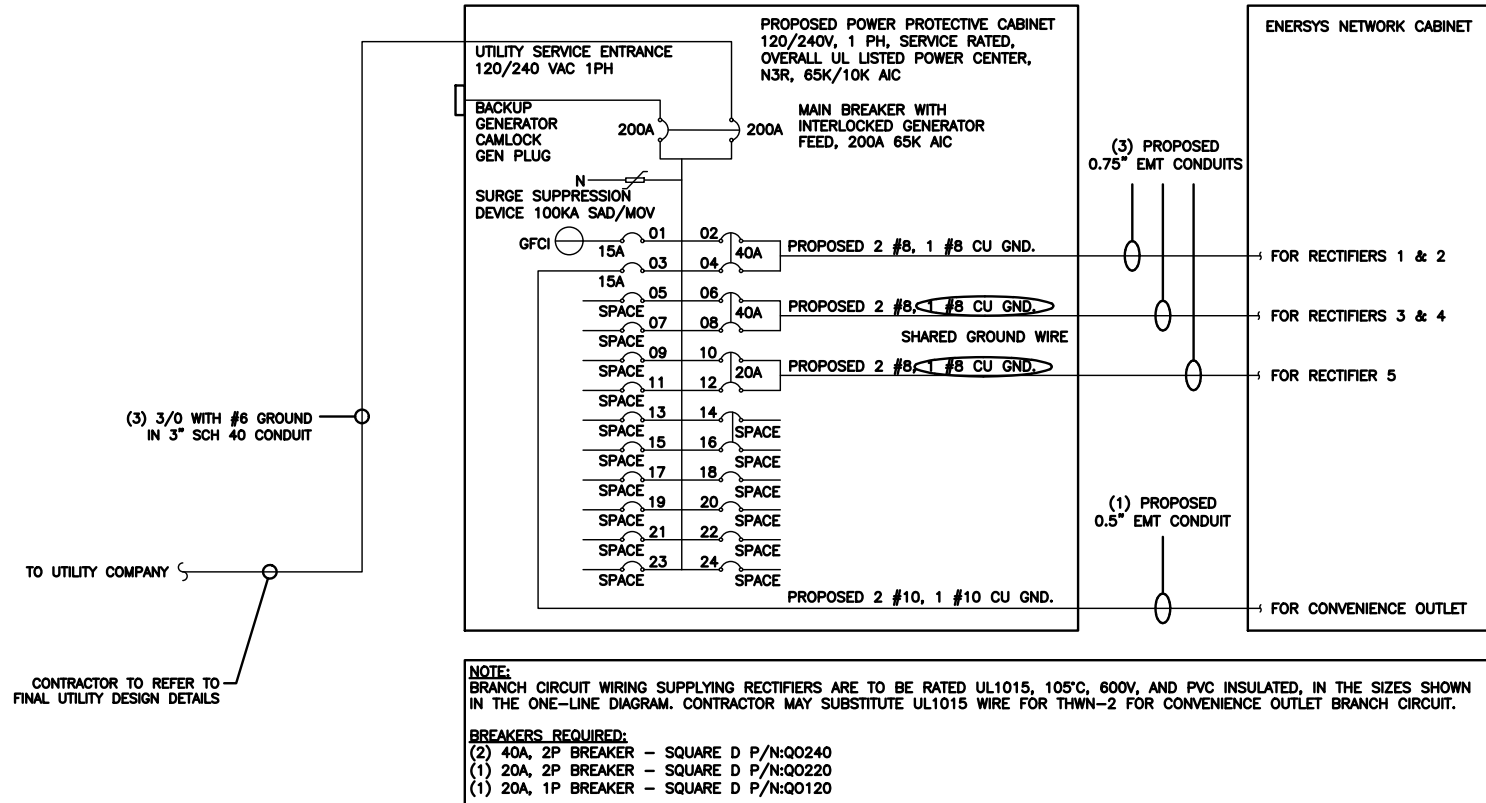 PROPOSED POWER PROTECTIVE CABINET
120/240V, 1 PH, SERVICE RATED,
OVERALL UL LISTED POWER CENTER,
N3R, 65K/10K AIC
ENERSYS NETWORK CABINET
UTILITY SERVICE ENTRANCE
120/240 VAC 1PH
BACKUP
GENERATOR
CAMLOCK
GEN PLUG
200A
200A
MAIN BREAKER WITH
INTERLOCKED GENERATOR
FEED, 200A 65K AIC
(3) PROPOSED
0.75" EMT CONDUITS
N
SURGE SUPPRESSION
DEVICE 100KA SAD/MOV
GFCI
15A
01
02
40A
PROPOSED 2 #8, 1 #8 CU GND.
FOR RECTIFIERS 1 & 2
15A
03
04
SPACE
05
06
40A
PROPOSED 2 #8, 1 #8 CU GND.
FOR RECTIFIERS 3 & 4
SPACE
07
08
SHARED GROUND WIRE
SPACE
09
10
20A
PROPOSED 2 #8, 1 #8 CU GND.
FOR RECTIFIER 5
SPACE
11
12
SPACE
13
14
SPACE
SPACE
15
16
SPACE
SPACE
17
18
SPACE
SPACE
19
20
SPACE
SPACE
21
22
SPACE
SPACE
23
24
SPACE
(3) 3/0 WITH #6 GROUND
IN 3" SCH 40 CONDUIT
(1) PROPOSED
0.5" EMT CONDUIT
TO UTILITY COMPANY
PROPOSED 2 #10, 1 #10 CU GND.
FOR CONVENIENCE OUTLET
CONTRACTOR TO REFER TO
FINAL UTILITY DESIGN DETAILS
NOTE:
BRANCH CIRCUIT WIRING SUPPLYING RECTIFIERS ARE TO BE RATED UL1015, 105°C, 600V, AND PVC INSULATED, IN THE SIZES SHOWN
IN THE ONE-LINE DIAGRAM. CONTRACTOR MAY SUBSTITUTE UL1015 WIRE FOR THWN-2 FOR CONVENIENCE OUTLET BRANCH CIRCUIT.
BREAKERS REQUIRED:
(2) 40A, 2P BREAKER - SQUARE D P/N:QO240
(1) 20A, 2P BREAKER - SQUARE D P/N:QO220
(1) 20A, 1P BREAKER - SQUARE D P/N:QO120